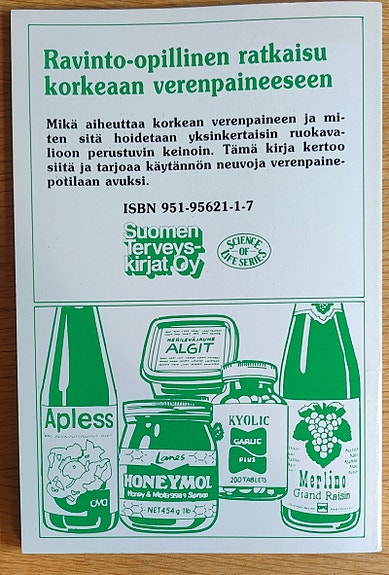 Ravinto-opillinen ratkaisu
korkeaan verenpaineeseen
Mikä aiheuttaa korkean verenpaineen ja mi-
ten sitä hoidetaan yksinkertaisin ruokava-
lioon perustuvin keinoin. Tämä kirja kertoo
siitä ja tarjoaa käytännön neuvoja verenpaine-
potilaan avuksi.
ISBN 951-95621-1-7
Suomen
Terveys-
kirjat Oy
SCIENCE
OF
LIFE SERIES
MERILEVÄJAUHE
ALGIT
Apless
KYOLIC
GARLIC
PLUS
200 TABLETS
Lanes
HONEYMOL
Honey & Molasses Spread
NET 454 g 1lb
Merlino
Grand Raisin